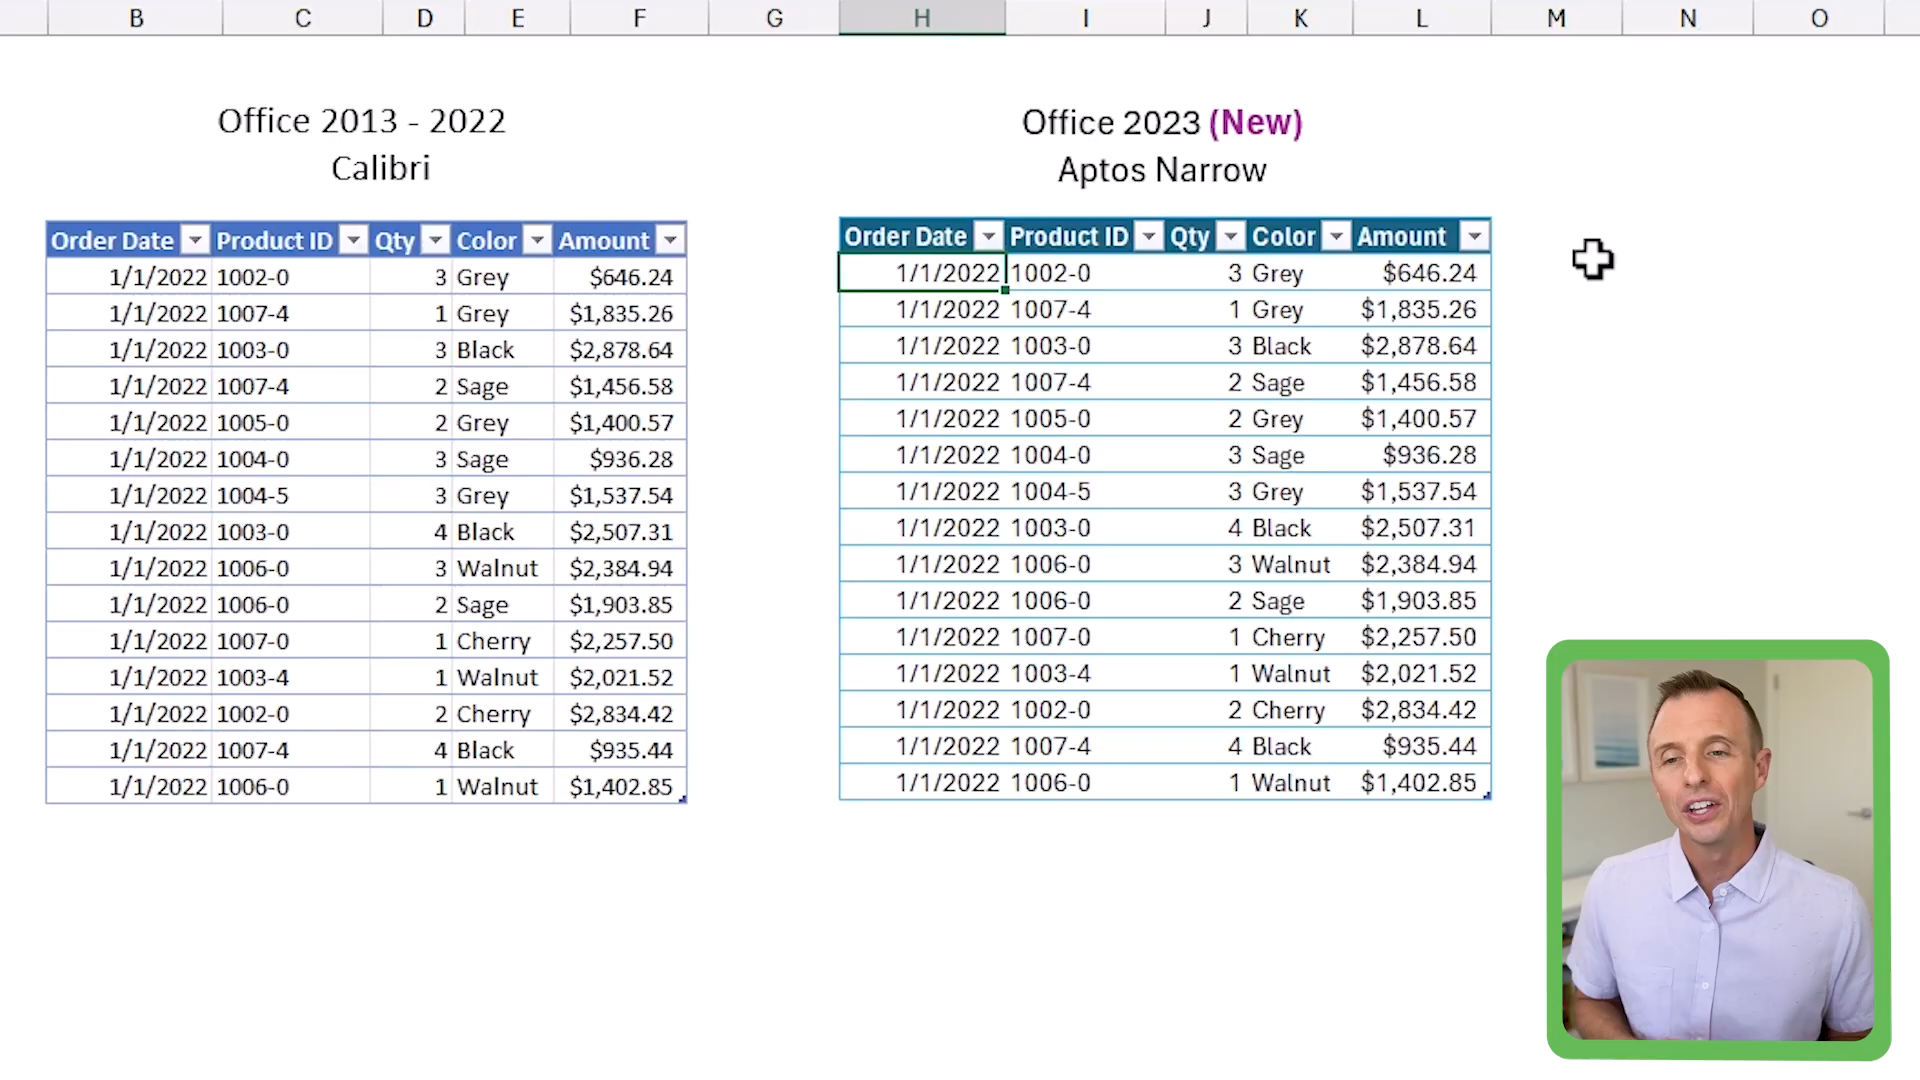 B C D E F G H I J K L M N O
Office 2013 - 2022
Calibri
Order Date Product ID Qty Color Amount
1/1/2022 1002-0 3 Grey $646.24
1/1/2022 1007-4 1 Grey $1,835.26
1/1/2022 1003-0 3 Black $2,878.64
1/1/2022 1007-4 2 Sage $1,456.58
1/1/2022 1005-0 2 Grey $1,400.57
1/1/2022 1004-0 3 Sage $936.28
1/1/2022 1004-5 3 Grey $1,537.54
1/1/2022 1003-0 4 Black $2,507.31
1/1/2022 1006-0 3 Walnut $2,384.94
1/1/2022 1006-0 2 Sage $1,903.85
1/1/2022 1007-0 1 Cherry $2,257.50
1/1/2022 1003-4 1 Walnut $2,021.52
1/1/2022 1002-0 2 Cherry $2,834.42
1/1/2022 1007-4 4 Black $935.44
1/1/2022 1006-0 1 Walnut $1,402.85
Office 2023 (New)
Aptos Narrow
Order Date Product ID Qty Color Amount
1/1/2022 1002-0 3 Grey $646.24
1/1/2022 1007-4 1 Grey $1,835.26
1/1/2022 1003-0 3 Black $2,878.64
1/1/2022 1007-4 2 Sage $1,456.58
1/1/2022 1005-0 2 Grey $1,400.57
1/1/2022 1004-0 3 Sage $936.28
1/1/2022 1004-5 3 Grey $1,537.54
1/1/2022 1003-0 4 Black $2,507.31
1/1/2022 1006-0 3 Walnut $2,384.94
1/1/2022 1006-0 2 Sage $1,903.85
1/1/2022 1007-0 1 Cherry $2,257.50
1/1/2022 1003-4 1 Walnut $2,021.52
1/1/2022 1002-0 2 Cherry $2,834.42
1/1/2022 1007-4 4 Black $935.44
1/1/2022 1006-0 1 Walnut $1,402.85